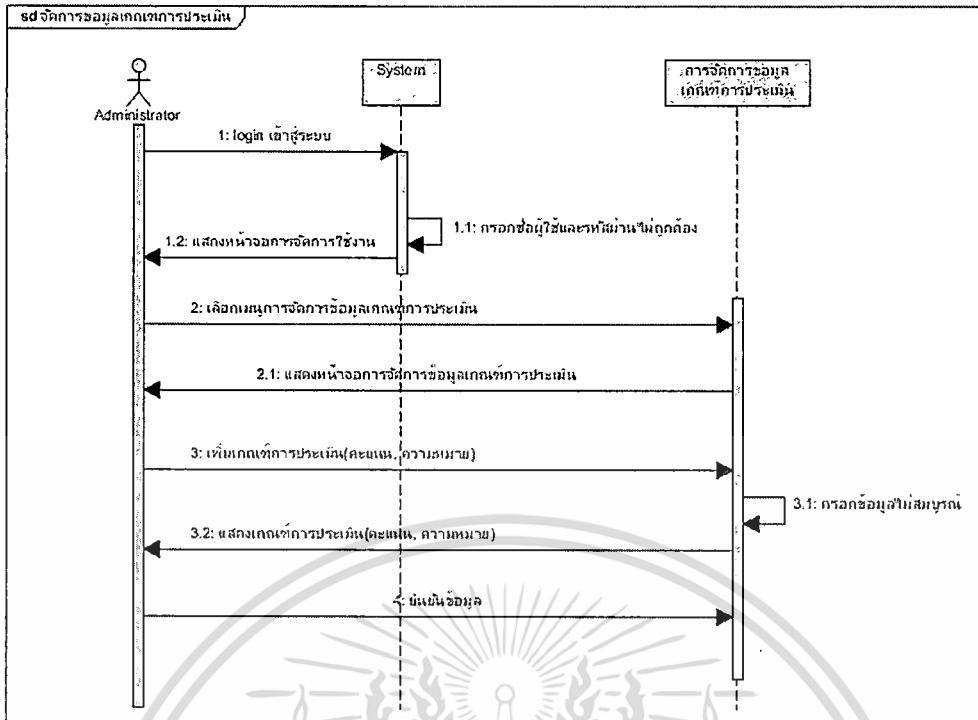 sd จัดการข้อมูลเกณฑ์การประเมิน
System
การจัดการข้อมูล
เกณฑ์การประเมิน
Administrator
1: login เข้าสู่ระบบ
1.1: กรอกชื่อผู้ใช้และรหัสผ่านไม่ถูกต้อง
1.2: แสดงหน้าจอการจัดการใช้งาน
2: เลือกเมนูการจัดการข้อมูลเกณฑ์การประเมิน
2.1: แสดงหน้าจอการจัดการข้อมูลเกณฑ์การประเมิน
3: เพิ่มเกณฑ์การประเมิน(คะแนน, ความหมาย)
3.1: กรอกข้อมูลไม่สมบูรณ์
3.2: แสดงเกณฑ์การประเมิน(คะแนน, ความหมาย)
4: ยืนยันข้อมูล